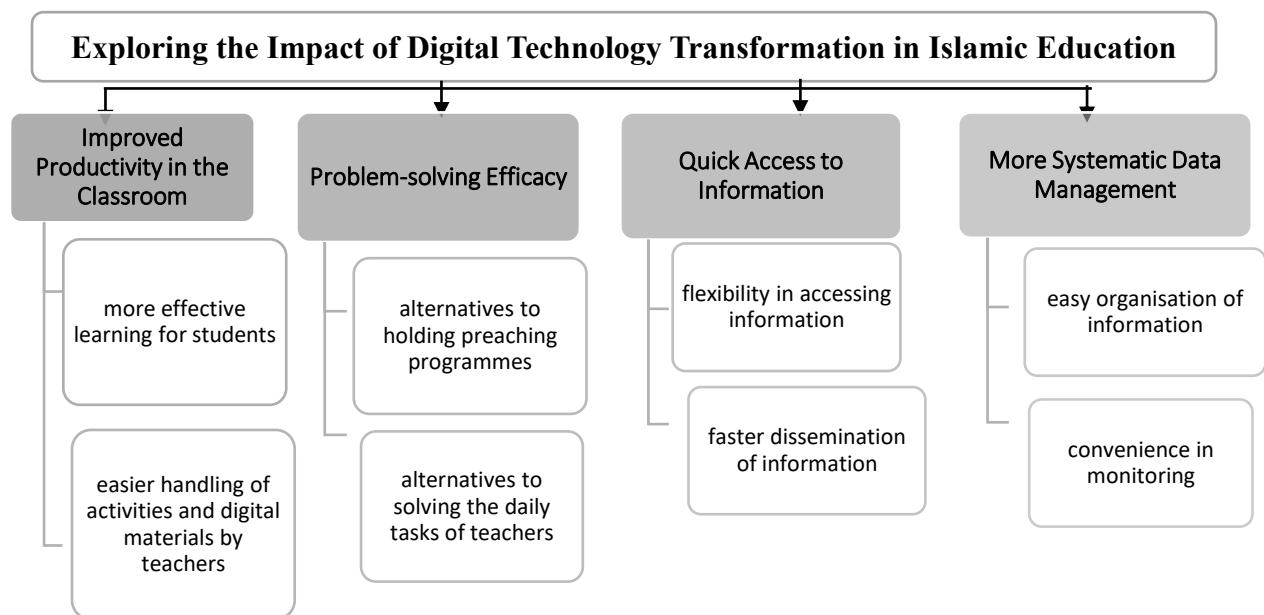 Exploring the Impact of Digital Technology Transformation in Islamic Education
Improved
Productivity in the
Classroom
more effective
learning for students
easier handling of
activities and digital
materials by
teachers
Problem-solving Efficacy
alternatives to
holding preaching
programmes
alternatives to
solving the daily
tasks of teachers
Quick Access to
Information
flexibility in accessing
information
faster dissemination
of information
More Systematic Data
Management
easy organisation of
information
convenience in
monitoring